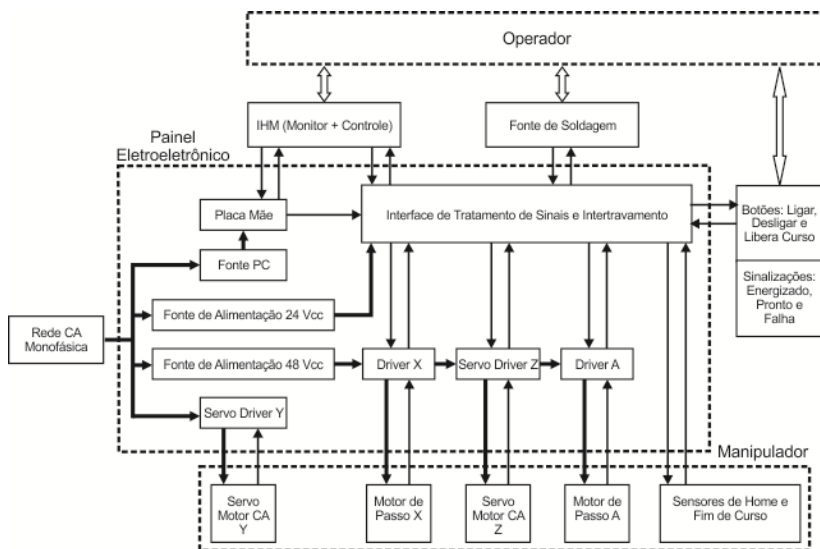 Operador
IHM (Monitor + Controle)
Fonte de Soldagem
Painel
Eletroeletrônico
Placa Mãe
Interface de Tratamento de Sinais e Intertravamento
Botões: Ligar,
Desligar e
Libera Curso
Fonte PC
Sinalizações:
Energizado,
Pronto e
Falha
Rede CA
Monofásica
Fonte de Alimentação 24 Vcc
Fonte de Alimentação 48 Vcc
Driver X
Servo Driver Z
Driver A
Servo Driver Y
Manipulador
Servo
Motor CA
Y
Motor de
Passo X
Servo
Motor CA
Z
Motor de
Passo A
Sensores de Home e
Fim de Curso